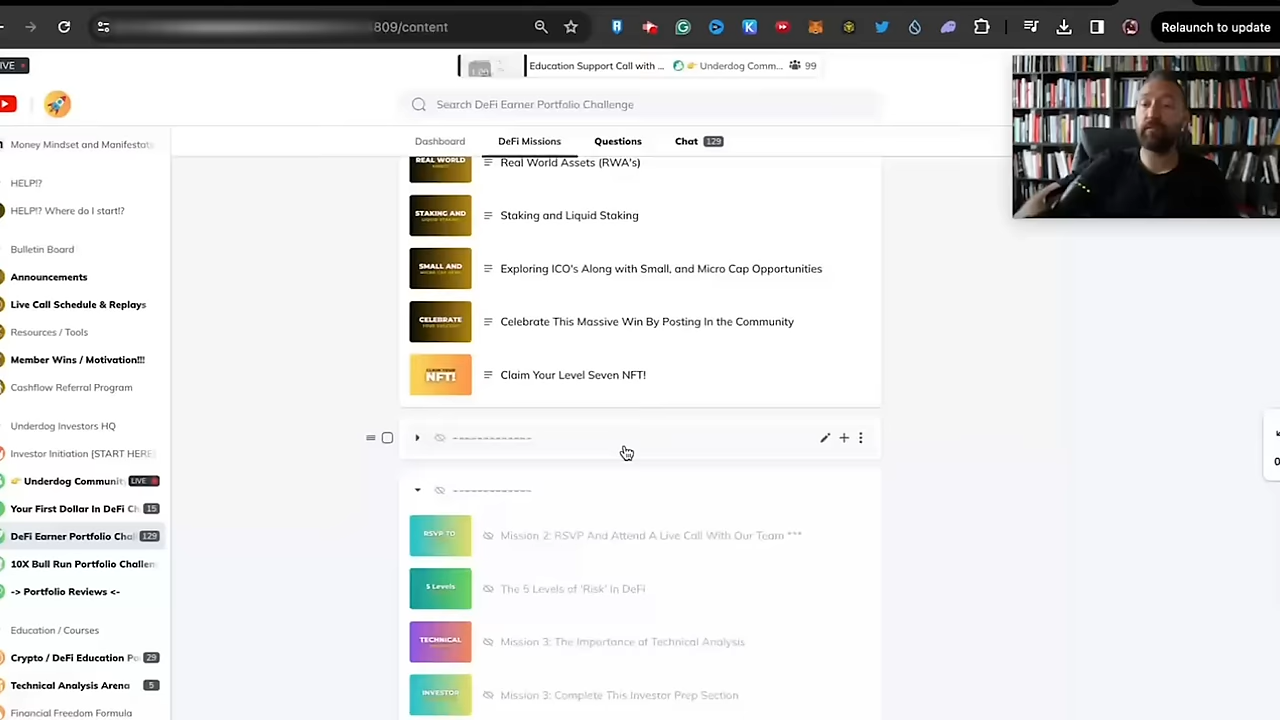 809/content
Relaunch to update
IVE
Education Support Call with ...
Underdog Comm...
99
Search DeFi Earner Portfolio Challenge
Dashboard
DeFi Missions
Questions
Chat 129
Money Mindset and Manifestat
HELP!?
HELP!? Where do I start!?
Bulletin Board
Announcements
Live Call Schedule & Replays
Resources / Tools
Member Wins / Motivation!!!
Cashflow Referral Program
Underdog Investors HQ
Investor Initiation [START HERE]
Underdog Community LIVE
Your First Dollar In DeFi Ch 15
DeFi Earner Portfolio Chal 129
10X Bull Run Portfolio Challen
-> Portfolio Reviews <-
Education / Courses
Crypto / DeFi Education Po 29
Technical Analysis Arena 5
Financial Freedom Formula
REAL WORLD
Real World Assets (RWA's)
STAKING AND
Staking and Liquid Staking
SMALL AND
Exploring ICO's Along with Small, and Micro Cap Opportunities
CELEBRATE
Celebrate This Massive Win By Posting In the Community
CLAIM YOUR
NFT!
Claim Your Level Seven NFT!
--------------
--------------
RSVP TO
Mission 2: RSVP And Attend A Live Call With Our Team ***
5 Levels
The 5 Levels of 'Risk' In DeFi
TECHNICAL
Mission 3: The Importance of Technical Analysis
INVESTOR
Mission 3: Complete This Investor Prep Section